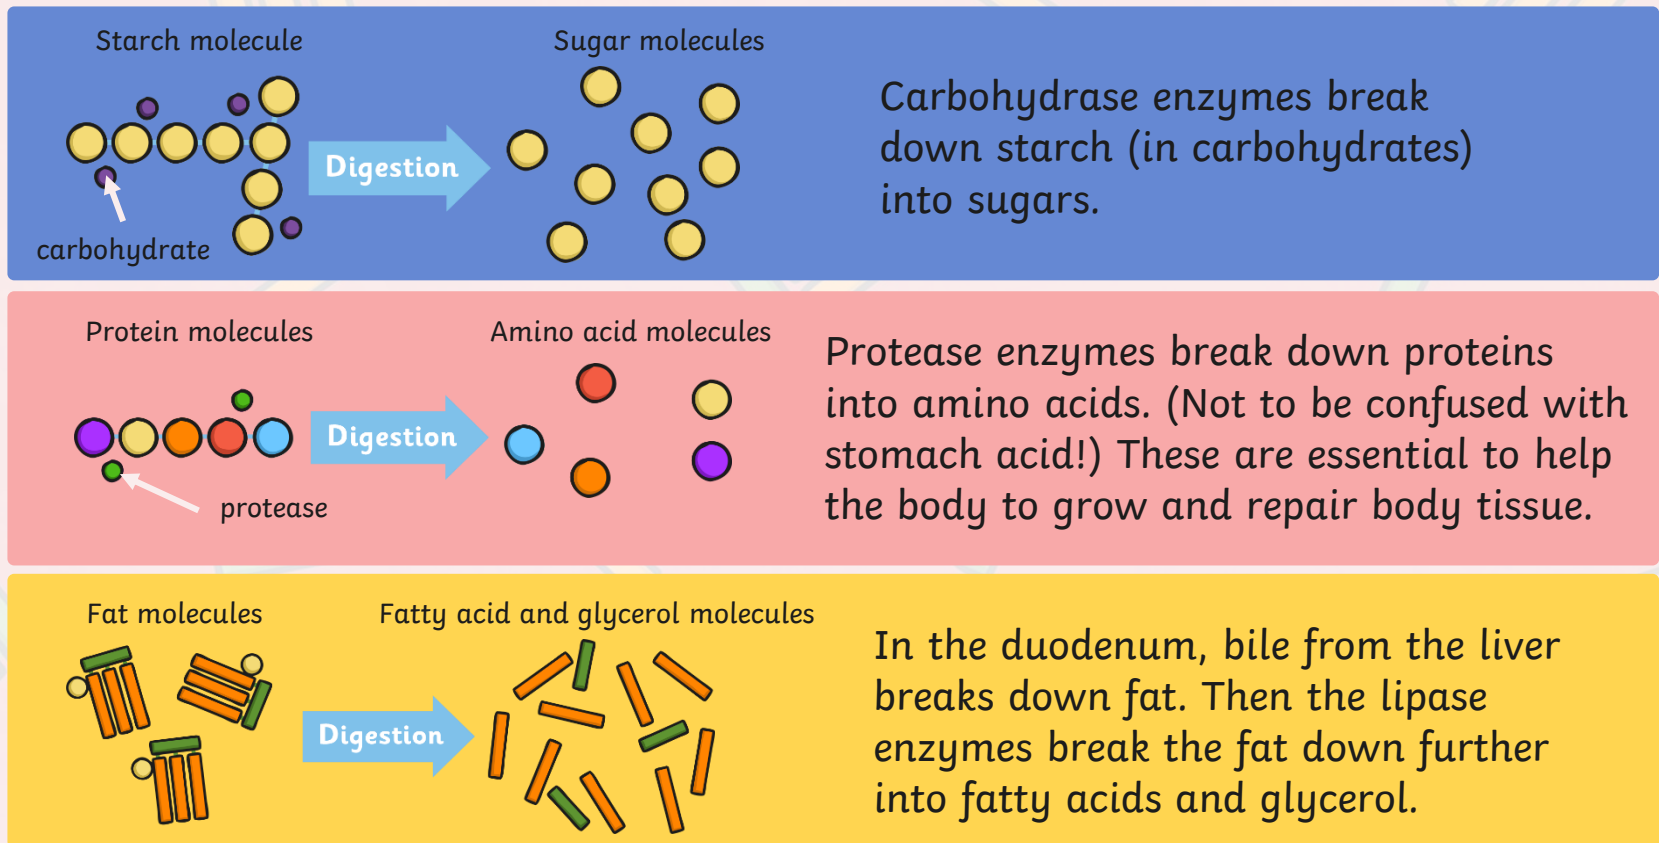 Starch molecule
Sugar molecules
Digestion
carbohydrate
Carbohydrase enzymes break
down starch (in carbohydrates)
into sugars.
Protein molecules
Amino acid molecules
Digestion
protease
Protease enzymes break down proteins
into amino acids. (Not to be confused with
stomach acid!) These are essential to help
the body to grow and repair body tissue.
Fat molecules
Fatty acid and glycerol molecules
Digestion
In the duodenum, bile from the liver
breaks down fat. Then the lipase
enzymes break the fat down further
into fatty acids and glycerol.